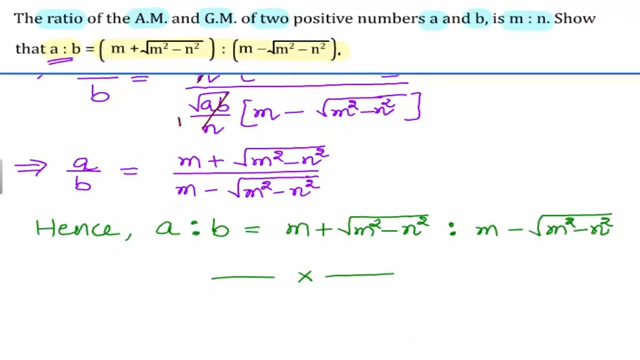 The ratio of the A.M. and G.M. of two positive numbers a and b, is m : n. Show
that a : b = (m + √m² – n²) : (m – √m² – n²).
b =
√ab/n [m - √m²-n²]
1
⇒ a/b = m + √m²-n² / m - √m²-n²
Hence, a : b = m + √m²-n² : m - √m²-n²
—— × ——